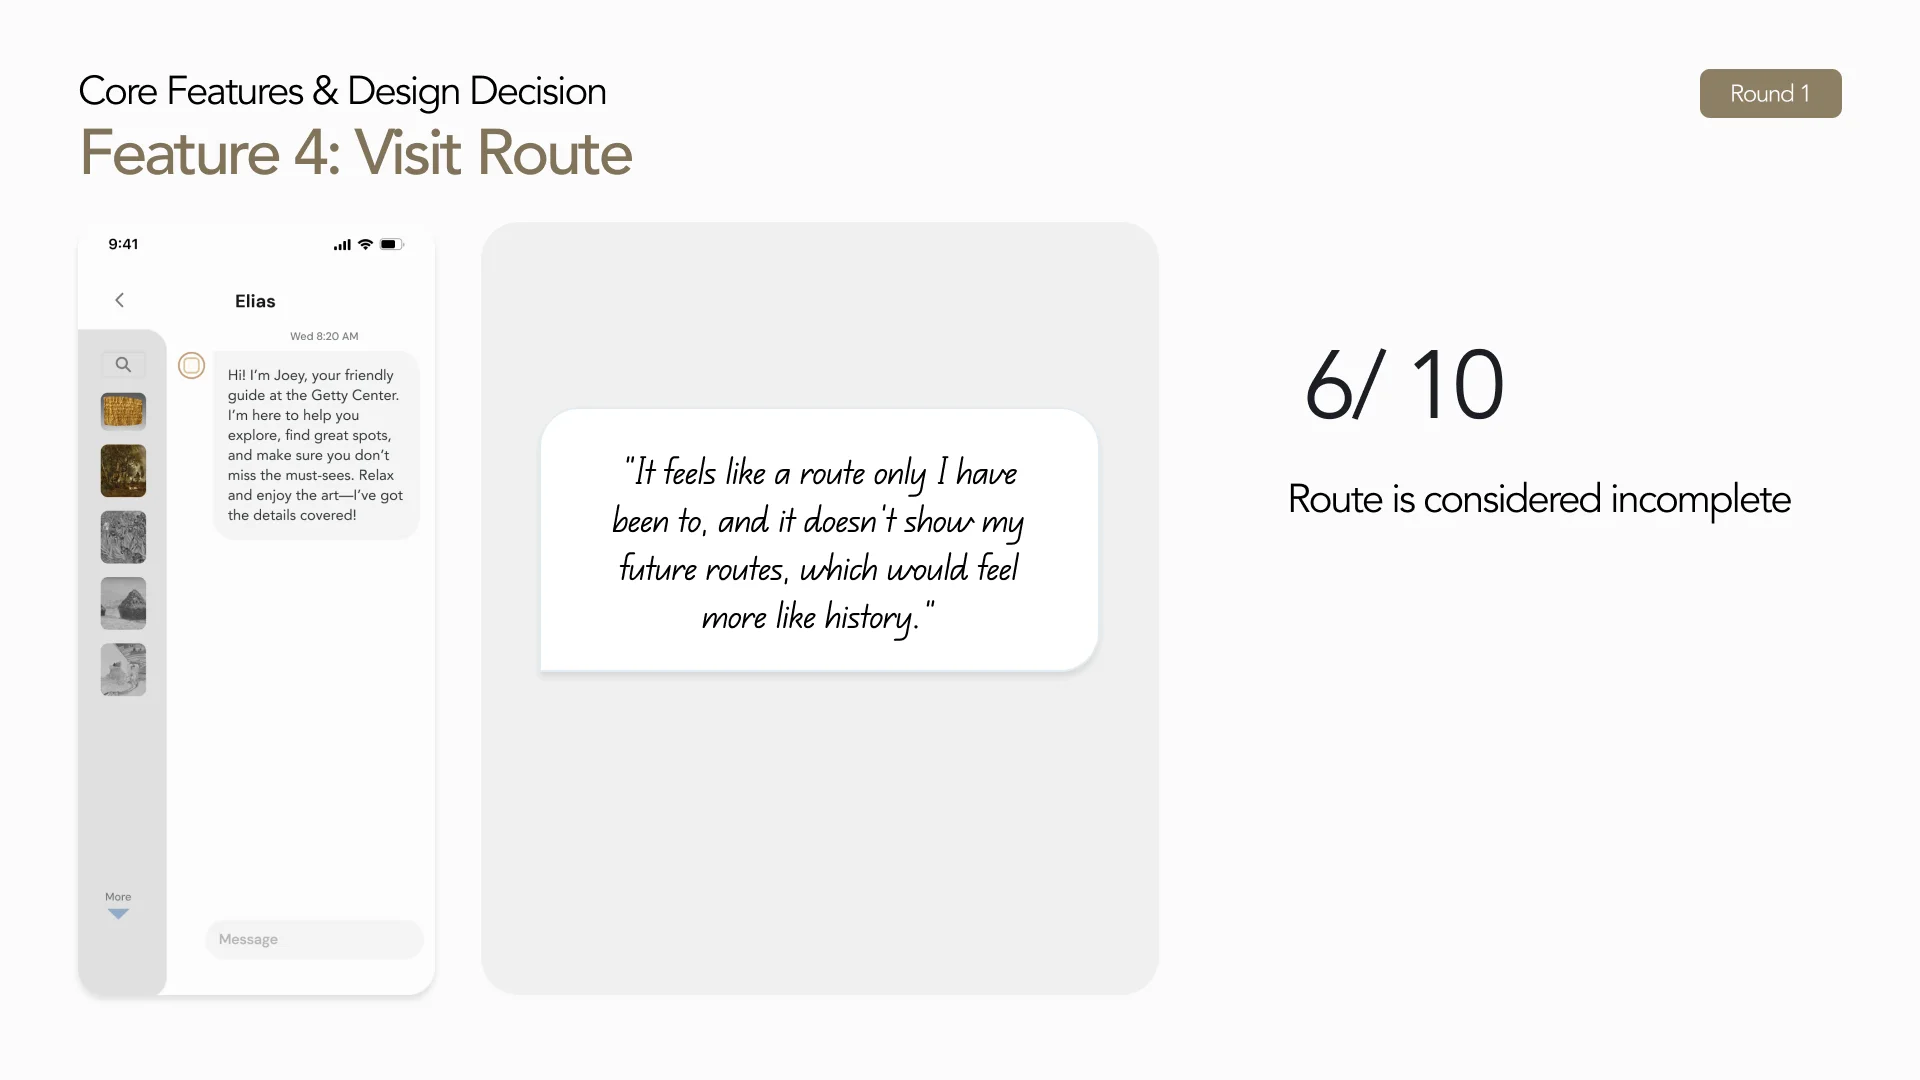 Core Features & Design Decision
Feature 4: Visit Route
Round 1
9:41
Elias
Wed 8:20 AM
Hi! I'm Joey, your friendly
guide at the Getty Center.
I'm here to help you
explore, find great spots,
and make sure you don't
miss the must-sees. Relax
and enjoy the art—I've got
the details covered!
More
Message
"It feels like a route only I have
been to, and it doesn't show my
future routes, which would feel
more like history."
6/ 10
Route is considered incomplete